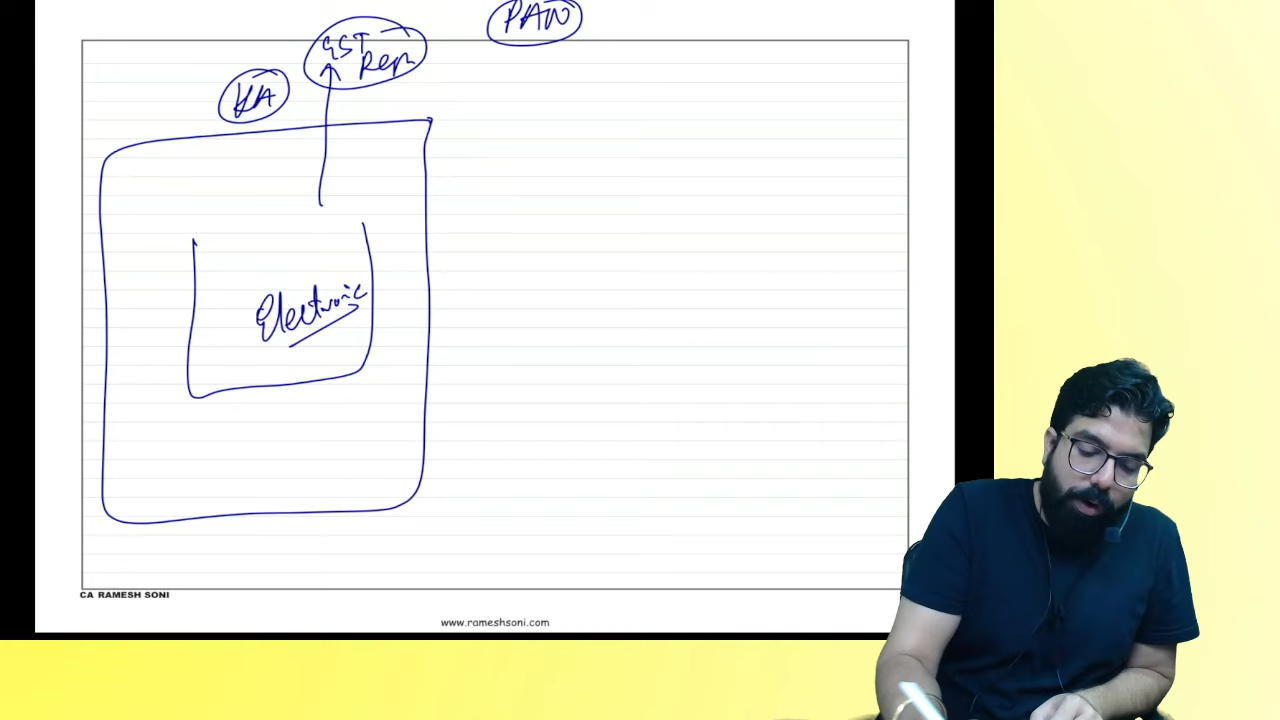 PAN
GST
Regn
KA
Electronic
CA RAMESH SONI
www.rameshsoni.com